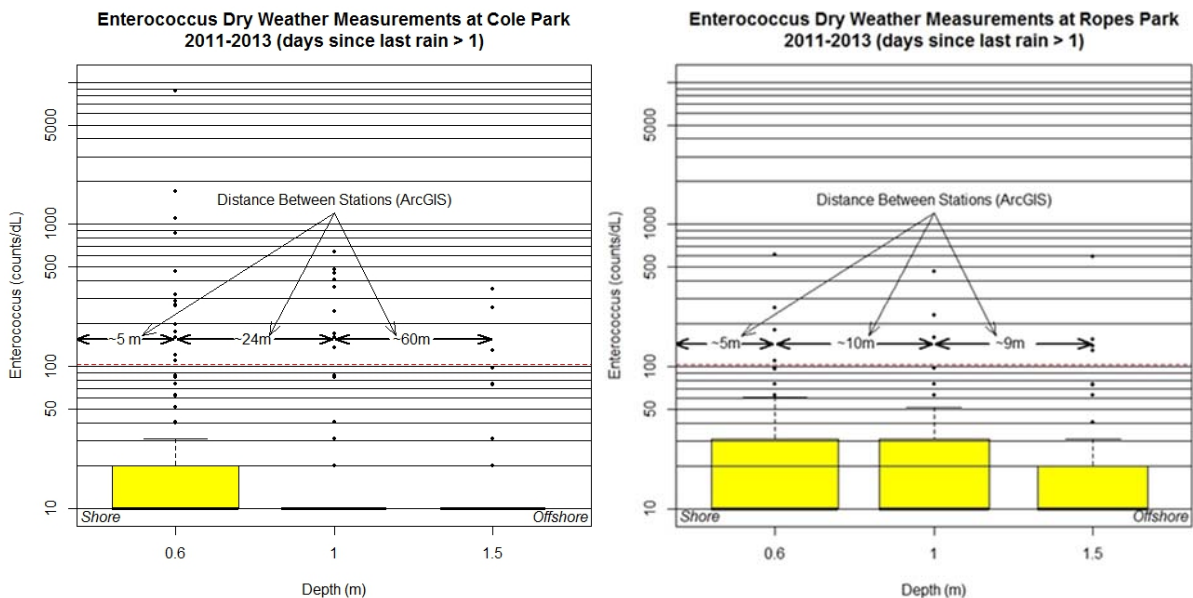 Enterococcus Dry Weather Measurements at Cole Park
2011-2013 (days since last rain > 1)
Enterococcus (counts/dL)
5000
1000
500
100
50
10
Distance Between Stations (ArcGIS)
~5 m
~24m
~60m
Shore
Offshore
0.6
1
1.5
Depth (m)
Enterococcus Dry Weather Measurements at Ropes Park
2011-2013 (days since last rain > 1)
Enterococcus (counts/dL)
5000
1000
500
100
50
10
Distance Between Stations (ArcGIS)
~5m
~10m
~9m
Shore
Offshore
0.6
1
1.5
Depth (m)